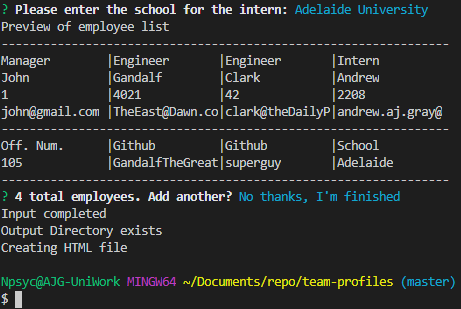 ? Please enter the school for the intern: Adelaide University
Preview of employee list
--------------------------------------------------------
Manager      |Engineer     |Engineer     |Intern
John         |Gandalf      |Clark        |Andrew
1            |4021         |42           |2208
john@gmail.com |TheEast@Dawn.co|clark@theDailyP|andrew.aj.gray@
--------------------------------------------------------
Off. Num.    |Github       |Github       |School
105          |GandalfTheGreat|superguy     |Adelaide
--------------------------------------------------------
? 4 total employees. Add another? No thanks, I'm finished
Input completed
Output Directory exists
Creating HTML file
Npsyc@AJG-UniWork MINGW64 ~/Documents/repo/team-profiles (master)
$